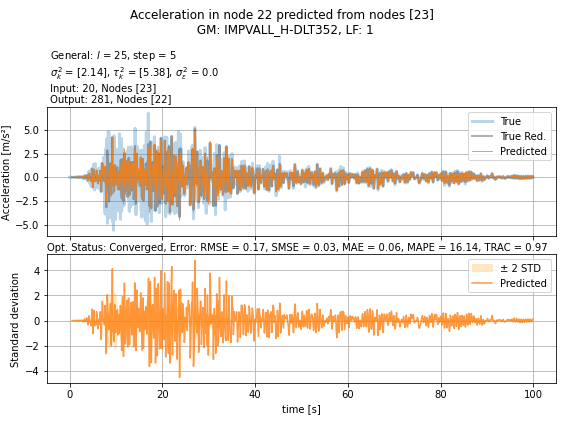 Acceleration in node 22 predicted from nodes [23]
GM: IMPVALL_H-DLT352, LF: 1
General: l = 25, step = 5
σ²ₖ = [2.14], τ²ₖ = [5.38], σ²ε = 0.0
Input: 20, Nodes [23]
Output: 281, Nodes [22]
True
True Red.
Predicted
Acceleration [m/s²]
5.0
2.5
0.0
−2.5
−5.0
Opt. Status: Converged, Error: RMSE = 0.17, SMSE = 0.03, MAE = 0.06, MAPE = 16.14, TRAC = 0.97
± 2 STD
Predicted
Standard deviation
4
2
0
−2
−4
0 20 40 60 80 100
time [s]